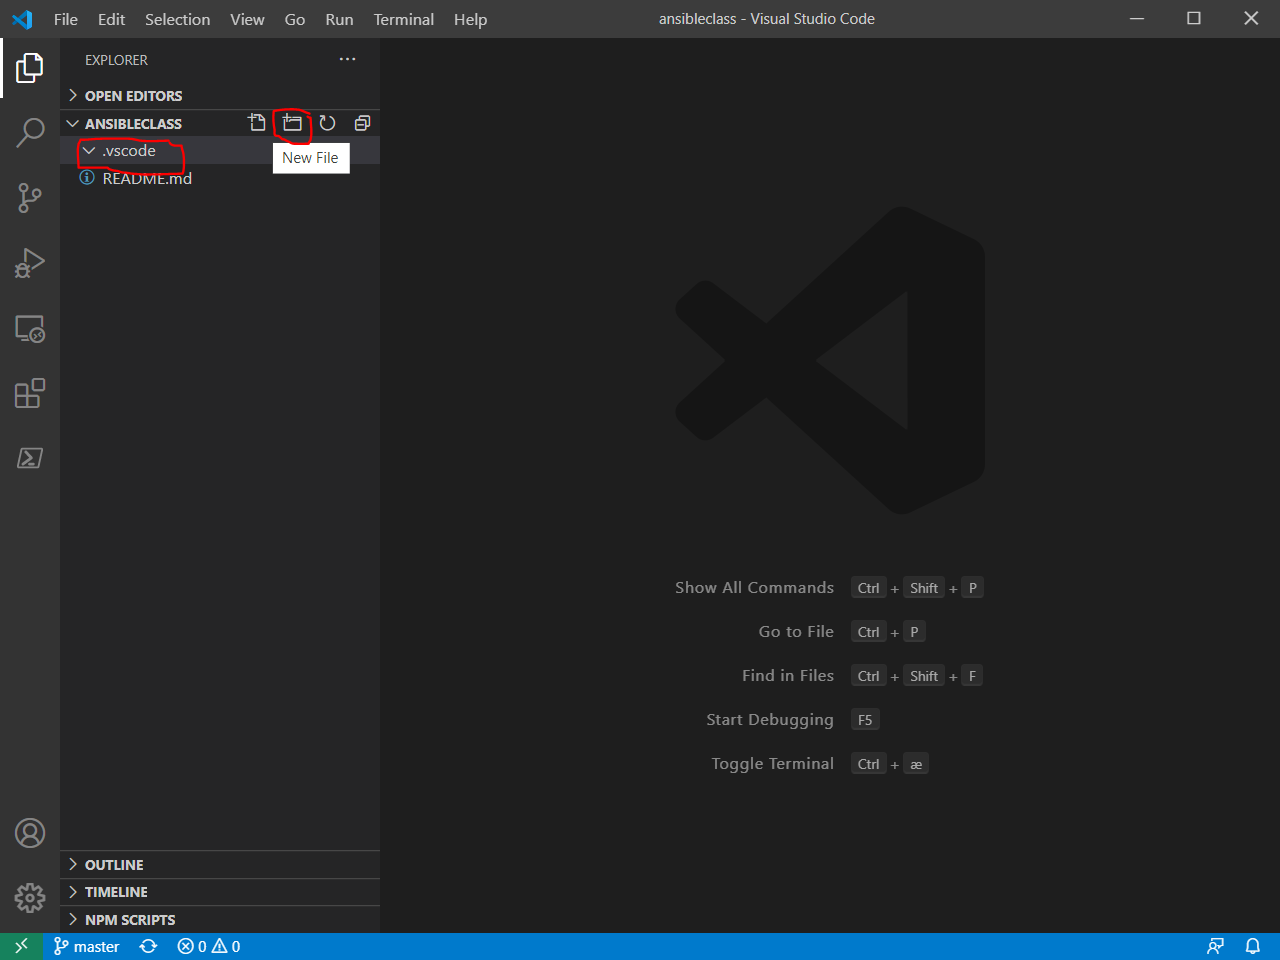 File Edit Selection View Go Run Terminal Help ansibleclass - Visual Studio Code
EXPLORER ···
OPEN EDITORS
ANSIBLECLASS
.vscode
New File
README.md
Show All Commands Ctrl + Shift + P
Go to File Ctrl + P
Find in Files Ctrl + Shift + F
Start Debugging F5
Toggle Terminal Ctrl + æ
OUTLINE
TIMELINE
NPM SCRIPTS
master 0 0